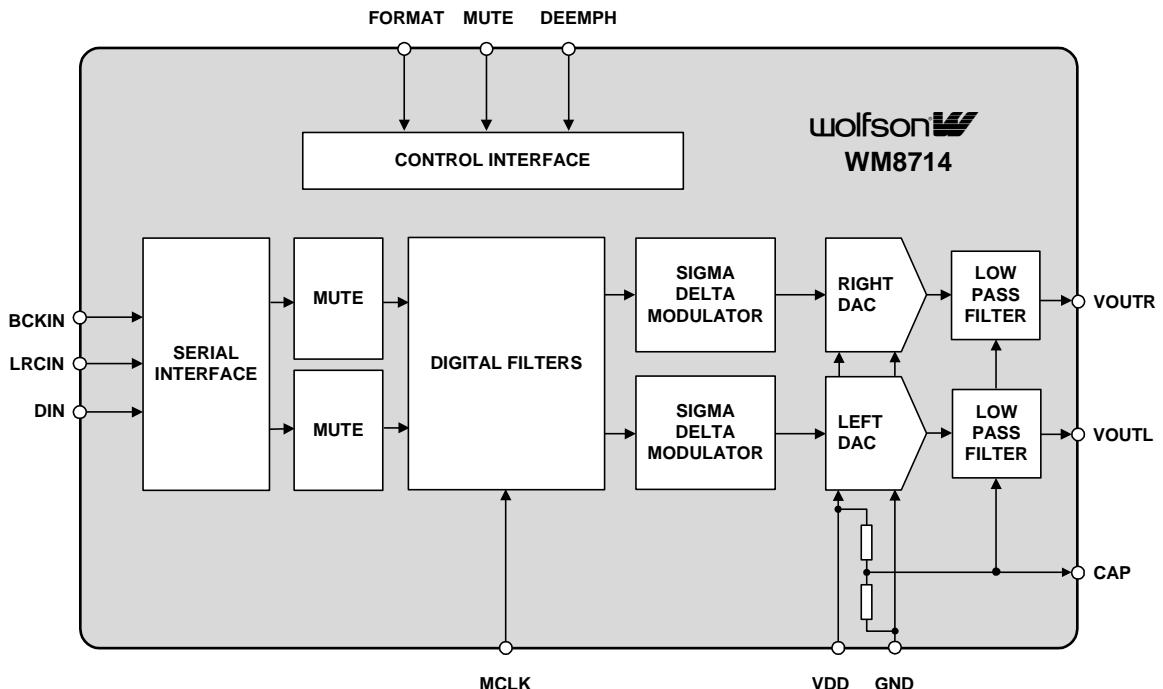 FORMAT MUTE DEEMPH
wolfson
WM8714
CONTROL INTERFACE
BCKIN
LRCIN
DIN
SERIAL
INTERFACE
MUTE
MUTE
DIGITAL FILTERS
SIGMA
DELTA
MODULATOR
SIGMA
DELTA
MODULATOR
RIGHT
DAC
LEFT
DAC
LOW
PASS
FILTER
LOW
PASS
FILTER
VOUTR
VOUTL
CAP
MCLK VDD GND